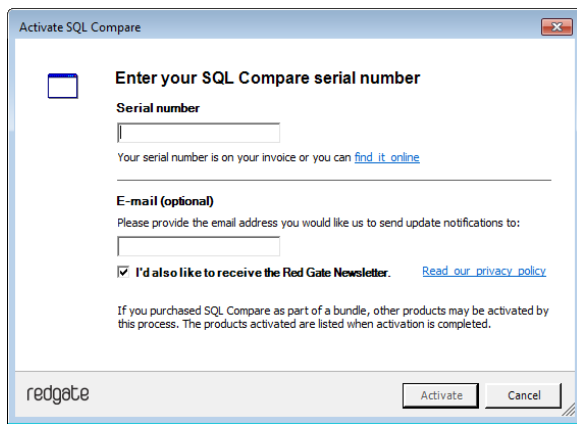 Activate SQL Compare
Enter your SQL Compare serial number
Serial number
Your serial number is on your invoice or you can find it online
E-mail (optional)
Please provide the email address you would like us to send update notifications to:
I'd also like to receive the Red Gate Newsletter.
Read our privacy policy
If you purchased SQL Compare as part of a bundle, other products may be activated by
this process. The products activated are listed when activation is completed.
redgate
Activate
Cancel